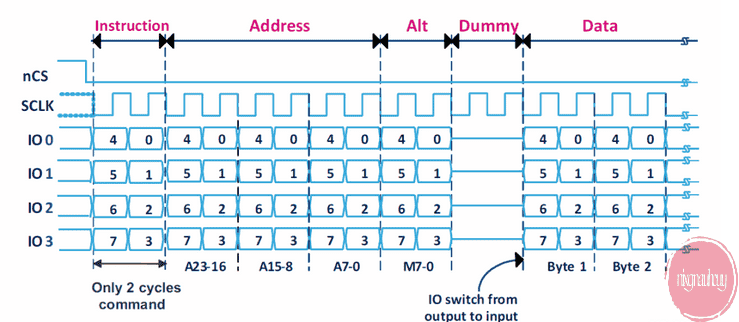 Instruction Address Alt Dummy Data
nCS
SCLK
IO 0 4 0 4 0 4 0 4 0 4 0 4 0 4 0
IO 1 5 1 5 1 5 1 5 1 5 1 5 1 5 1
IO 2 6 2 6 2 6 2 6 2 6 2 6 2 6 2
IO 3 7 3 7 3 7 3 7 3 7 3 7 3 7 3
A23-16 A15-8 A7-0 M7-0 Byte 1 Byte 2
Only 2 cycles
command
IO switch from
output to input